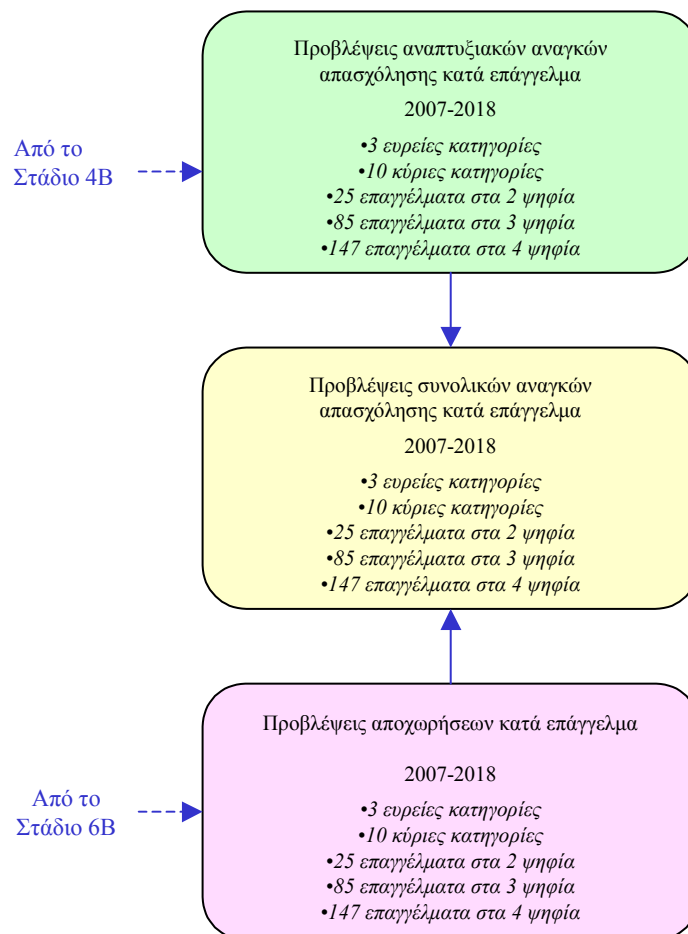 Προβλέψεις αναπτυξιακών αναγκών
απασχόλησης κατά επάγγελμα
2007-2018
•3 ευρείες κατηγορίες
•10 κύριες κατηγορίες
•25 επαγγέλματα στα 2 ψηφία
•85 επαγγέλματα στα 3 ψηφία
•147 επαγγέλματα στα 4 ψηφία
Από το
Στάδιο 4Β
Προβλέψεις συνολικών αναγκών
απασχόλησης κατά επάγγελμα
2007-2018
•3 ευρείες κατηγορίες
•10 κύριες κατηγορίες
•25 επαγγέλματα στα 2 ψηφία
•85 επαγγέλματα στα 3 ψηφία
•147 επαγγέλματα στα 4 ψηφία
Προβλέψεις αποχωρήσεων κατά επάγγελμα
2007-2018
•3 ευρείες κατηγορίες
•10 κύριες κατηγορίες
•25 επαγγέλματα στα 2 ψηφία
•85 επαγγέλματα στα 3 ψηφία
•147 επαγγέλματα στα 4 ψηφία
Από το
Στάδιο 6Β